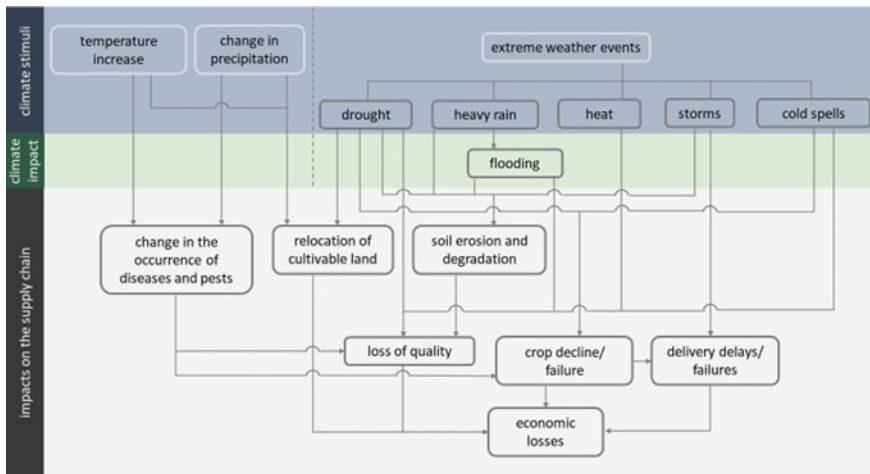 climate stimuli
temperature
increase
change in
precipitation
extreme weather events
drought
heavy rain
heat
storms
cold spells
climate
impact
flooding
impacts on the supply chain
change in the
occurrence of
diseases and pests
relocation of
cultivable land
soil erosion and
degradation
loss of quality
crop decline/
failure
delivery delays/
failures
economic
losses